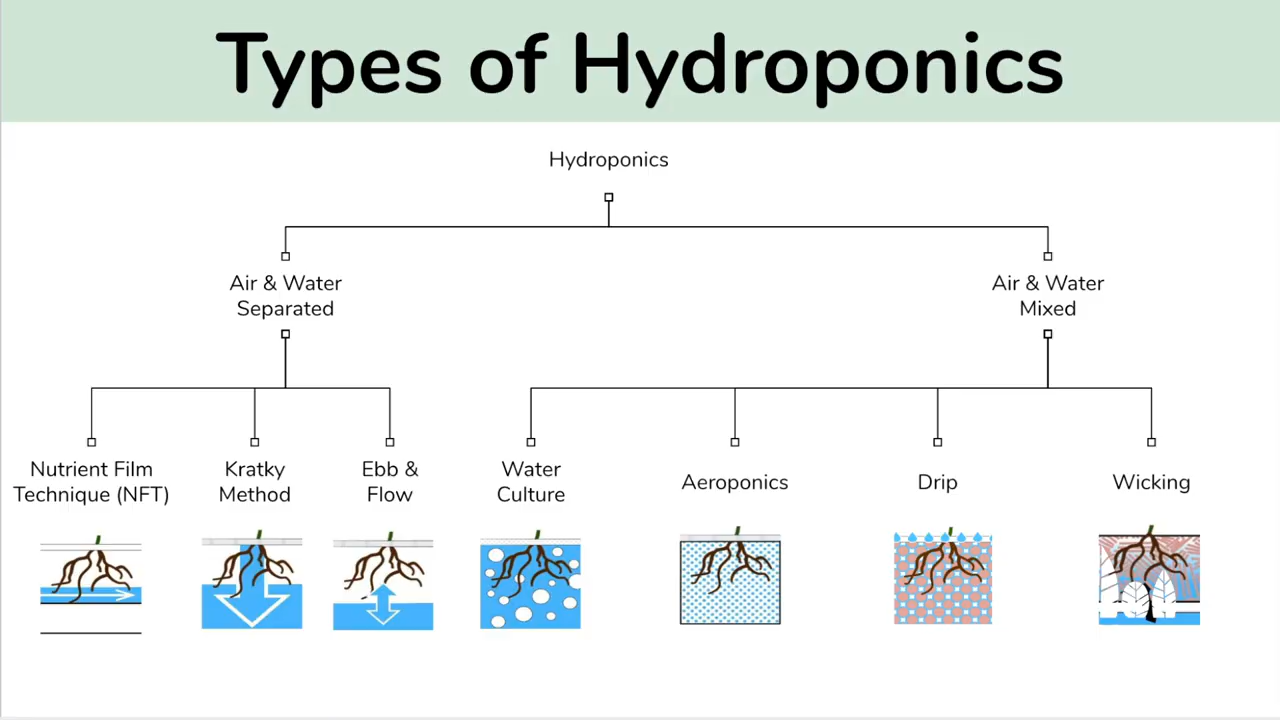 Types of Hydroponics
Hydroponics
Air & Water
Separated
Air & Water
Mixed
Nutrient Film
Technique (NFT)
Kratky
Method
Ebb &
Flow
Water
Culture
Aeroponics
Drip
Wicking